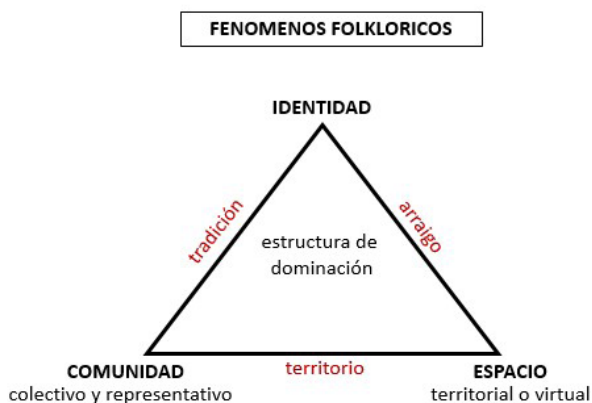 FENOMENOS FOLKLORICOS
IDENTIDAD
tradición
arraigo
estructura de
dominación
territorio
COMUNIDAD
colectivo y representativo
ESPACIO
territorial o virtual